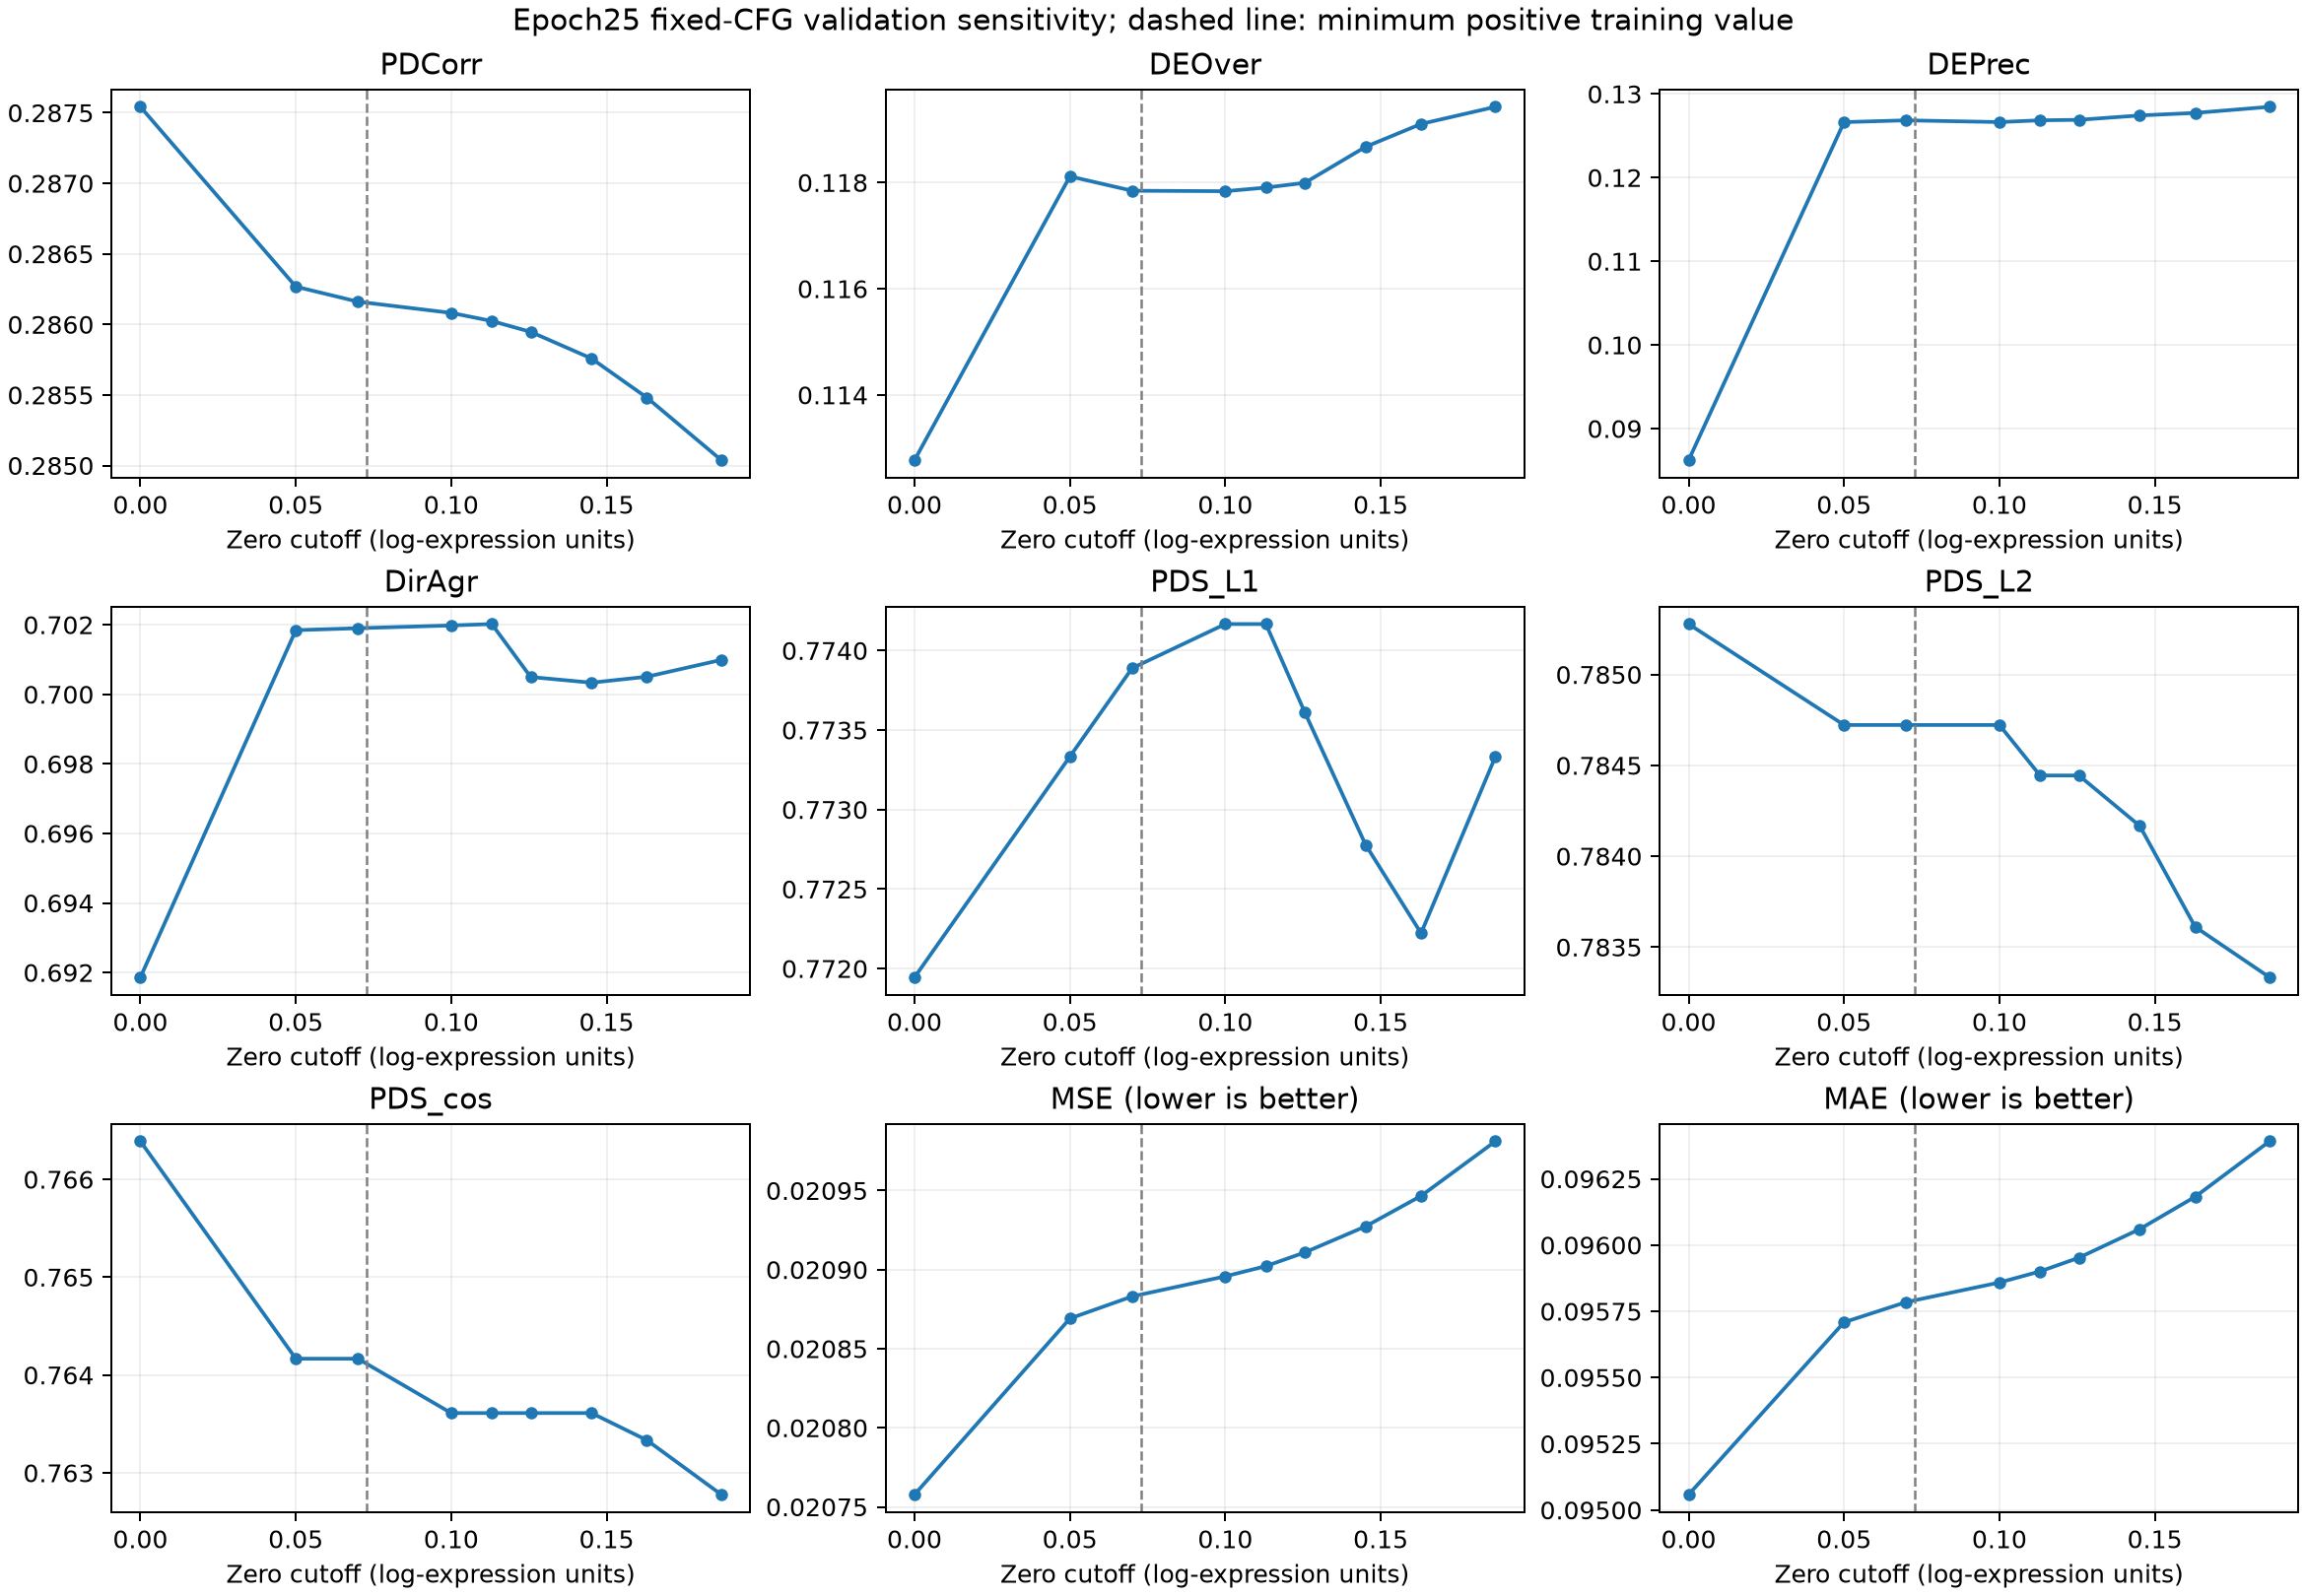 Epoch25 fixed-CFG validation sensitivity; dashed line: minimum positive training value
PDCorr
0.2875
0.2870
0.2865
0.2860
0.2855
0.2850
0.00 0.05 0.10 0.15
Zero cutoff (log-expression units)
DEOver
0.118
0.116
0.114
0.00 0.05 0.10 0.15
Zero cutoff (log-expression units)
DEPrec
0.13
0.12
0.11
0.10
0.09
0.00 0.05 0.10 0.15
Zero cutoff (log-expression units)
DirAgr
0.702
0.700
0.698
0.696
0.694
0.692
0.00 0.05 0.10 0.15
Zero cutoff (log-expression units)
PDS_L1
0.7740
0.7735
0.7730
0.7725
0.7720
0.00 0.05 0.10 0.15
Zero cutoff (log-expression units)
PDS_L2
0.7850
0.7845
0.7840
0.7835
0.00 0.05 0.10 0.15
Zero cutoff (log-expression units)
PDS_cos
0.766
0.765
0.764
0.763
0.00 0.05 0.10 0.15
Zero cutoff (log-expression units)
MSE (lower is better)
0.02095
0.02090
0.02085
0.02080
0.02075
0.00 0.05 0.10 0.15
Zero cutoff (log-expression units)
MAE (lower is better)
0.09625
0.09600
0.09575
0.09550
0.09525
0.09500
0.00 0.05 0.10 0.15
Zero cutoff (log-expression units)